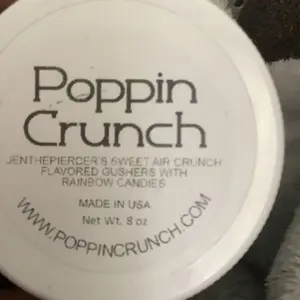 Poppin
Crunch
JENTHEPIERDER'S SWEET AIR CRUNCH
FLAVORED GUSHERS WITH
RAINBOW CANDIES
MADE IN USA
Net Wt. 8 oz
WWW.POPPINCRUNCH.COM